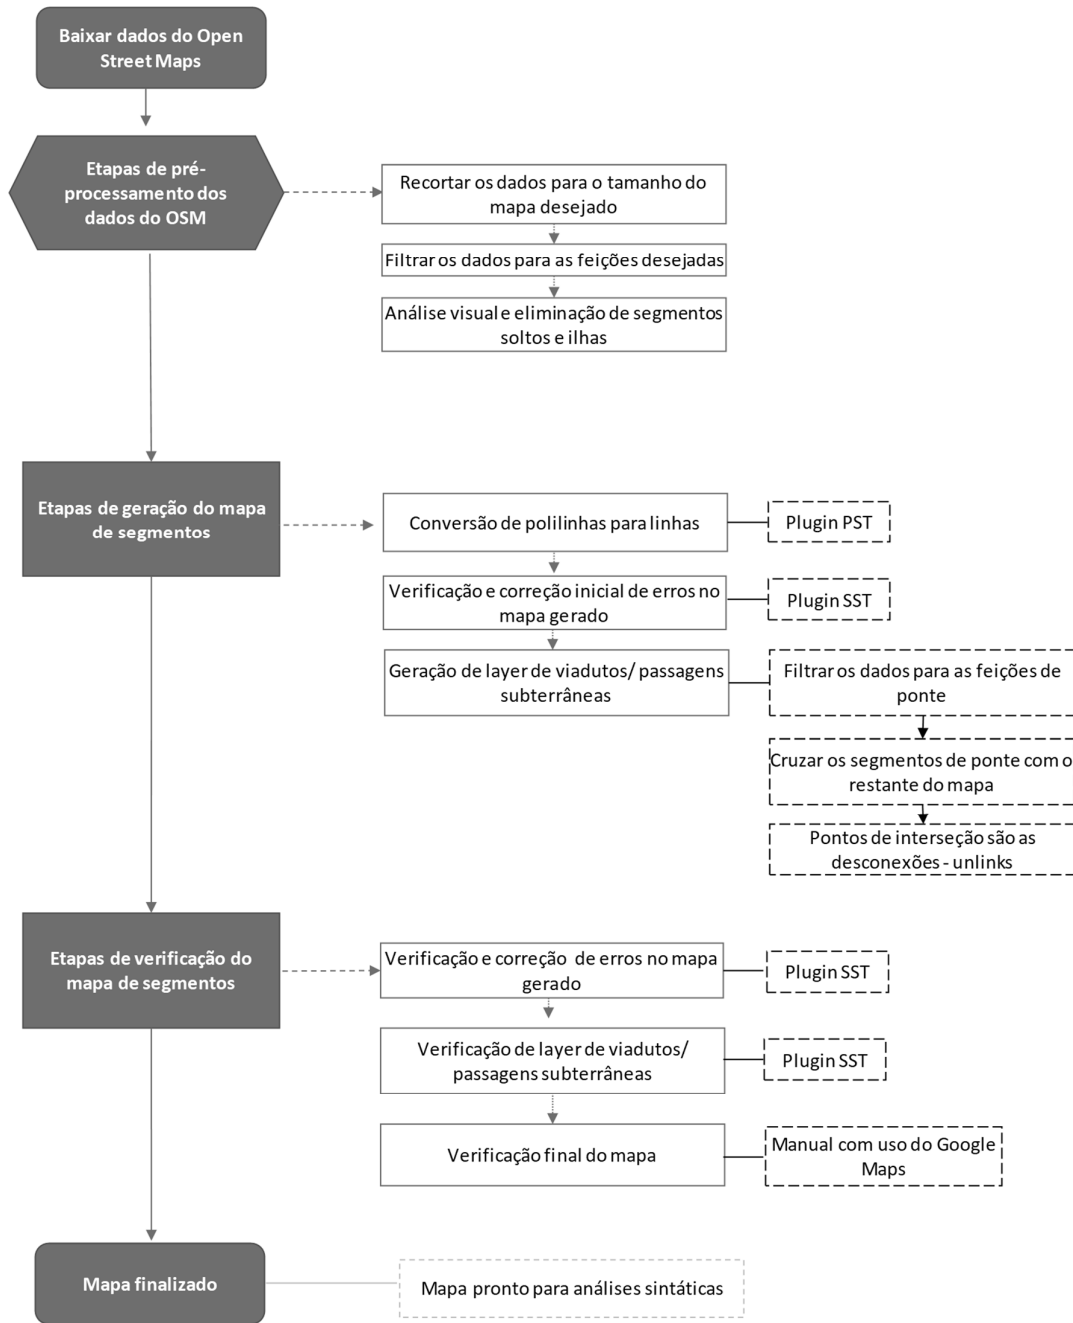 Baixar dados do Open
Street Maps
Etapas de pré-
processamento dos
dados do OSM
Recortar os dados para o tamanho do
mapa desejado
Filtrar os dados para as feições desejadas
Análise visual e eliminação de segmentos
soltos e ilhas
Etapas de geração do mapa
de segmentos
Conversão de polilinhas para linhas
Plugin PST
Verificação e correção inicial de erros no
mapa gerado
Plugin SST
Geração de layer de viadutos/ passagens
subterrâneas
Filtrar os dados para as feições de
ponte
Cruzar os segmentos de ponte com o
restante do mapa
Pontos de interseção são as
desconexões - unlinks
Etapas de verificação do
mapa de segmentos
Verificação e correção de erros no mapa
gerado
Plugin SST
Verificação de layer de viadutos/
passagens subterrâneas
Plugin SST
Verificação final do mapa
Manual com uso do Google
Maps
Mapa finalizado
Mapa pronto para análises sintáticas